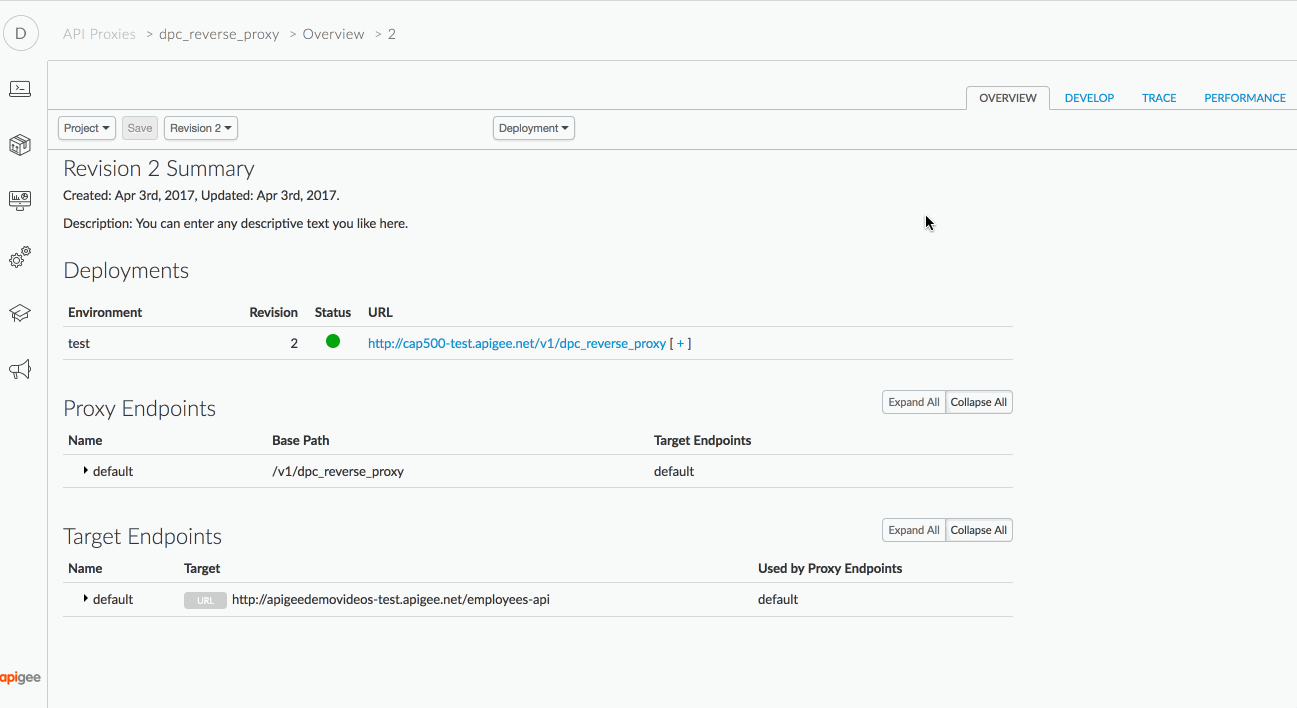 D
API Proxies > dpc_reverse_proxy > Overview > 2
OVERVIEW DEVELOP TRACE PERFORMANCE
Project Save Revision 2 Deployment
Revision 2 Summary
Created: Apr 3rd, 2017, Updated: Apr 3rd, 2017.
Description: You can enter any descriptive text you like here.
Deployments
Environment Revision Status URL
test 2 http://cap500-test.apigee.net/v1/dpc_reverse_proxy [ + ]
Proxy Endpoints Expand All Collapse All
Name Base Path Target Endpoints
default /v1/dpc_reverse_proxy default
Target Endpoints Expand All Collapse All
Name Target Used by Proxy Endpoints
default URL http://apigeedemovideos-test.apigee.net/employees-api default
apigee